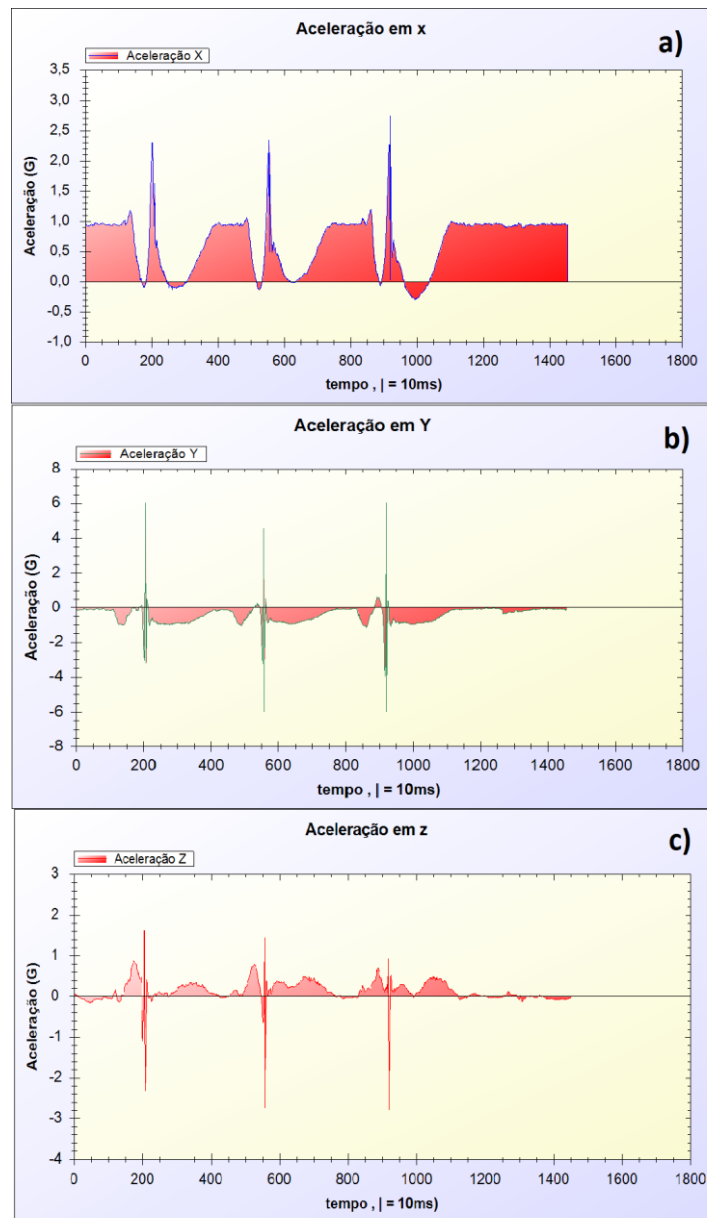 Aceleração em x
a)
Aceleração X
3,5
3,0
2,5
2,0
1,5
1,0
0,5
0,0
-0,5
-1,0
Aceleração (G)
0 200 400 600 800 1000 1200 1400 1600 1800
tempo , | = 10ms)
Aceleração em Y
b)
Aceleração Y
8
6
4
2
0
-2
-4
-6
-8
Aceleração (G)
0 200 400 600 800 1000 1200 1400 1600 1800
tempo , | = 10ms)
Aceleração em z
c)
Aceleração Z
3
2
1
0
-1
-2
-3
-4
Aceleração (G)
0 200 400 600 800 1000 1200 1400 1600 1800
tempo , | = 10ms)